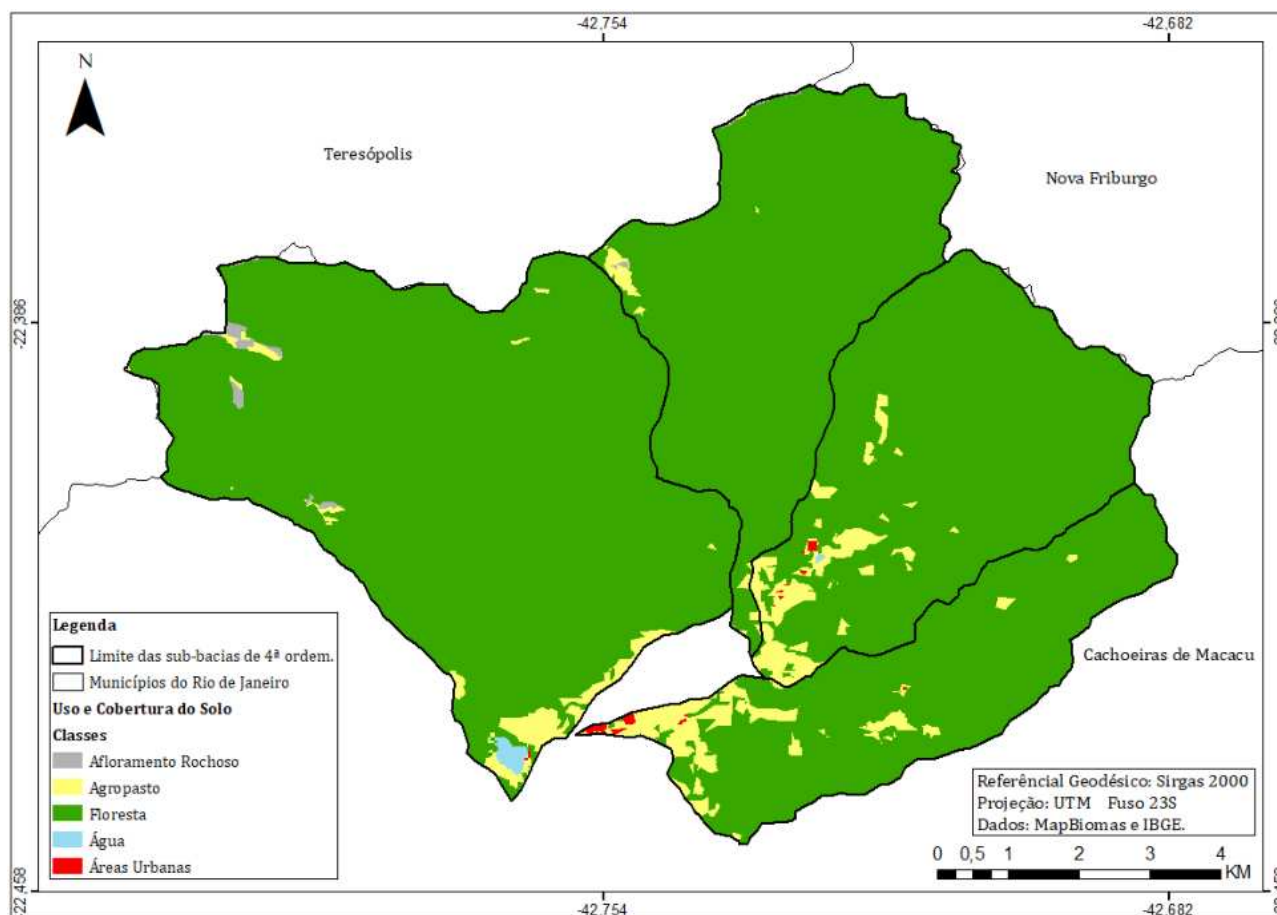 -42,754
-42,682
N
Teresópolis
Nova Friburgo
-22,386
Cachoeiras de Macacu
Legenda
Limite das sub-bacias de 4ª ordem.
Municípios do Rio de Janeiro
Uso e Cobertura do Solo
Classes
Afloramento Rochoso
Agropasto
Floresta
Água
Áreas Urbanas
Referêncial Geodésico: Sirgas 2000
Projeção: UTM Fuso 23S
Dados: MapBiomas e IBGE.
0 0,5 1 2 3 4
KM
-22,458
-42,754
-42,682